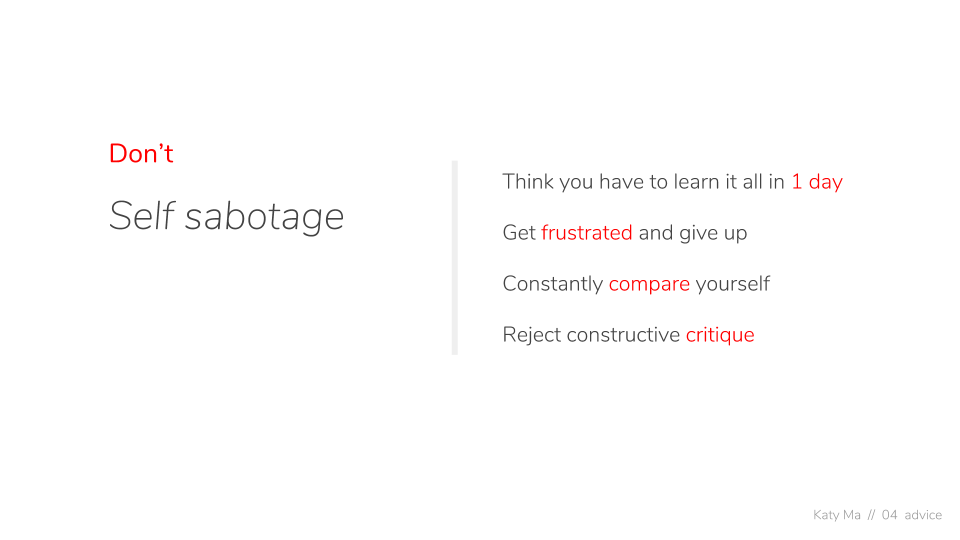 Don’t
Self sabotage
Think you have to learn it all in 1 day
Get frustrated and give up
Constantly compare yourself
Reject constructive critique
Katy Ma // 04 advice